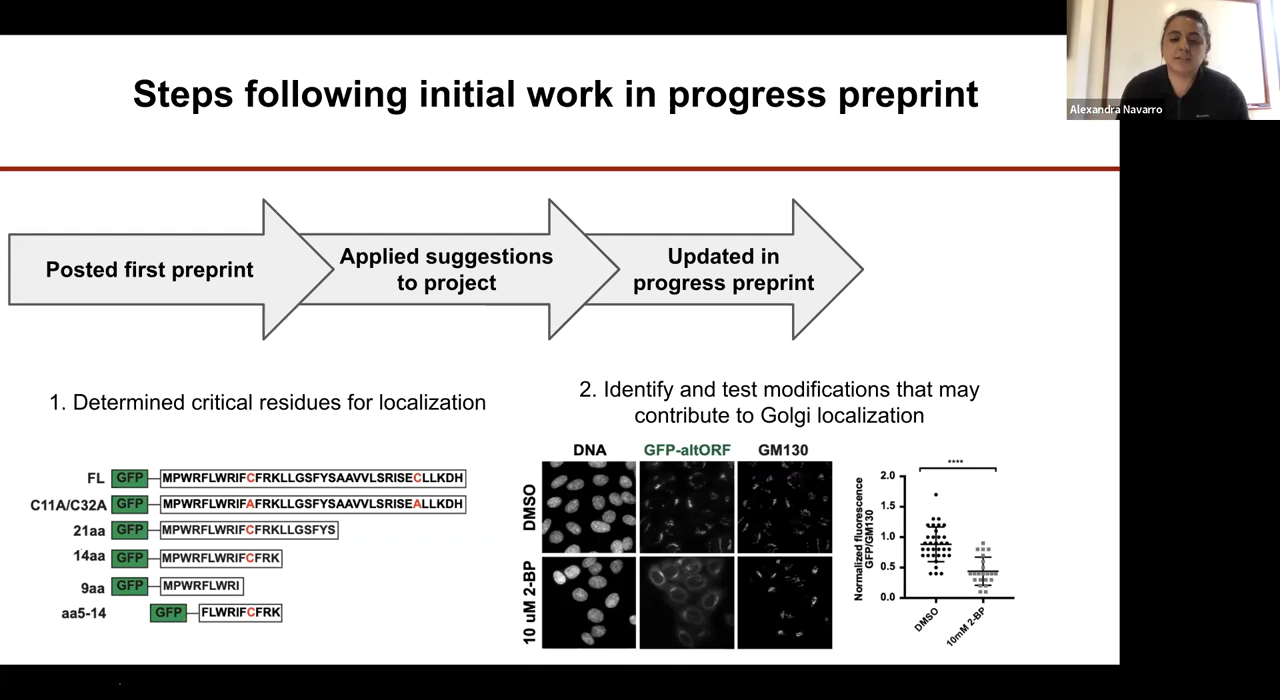 Steps following initial work in progress preprint
Alexandra Navarro
Posted first preprint
Applied suggestions
to project
Updated in
progress preprint
1. Determined critical residues for localization
FL GFP MPWRFLWRIFCFRKLLGSFYSAAVVLSRISECLLKDH
C11A/C32A GFP MPWRFLWRIFAFRKLLGSFYSAAVVLSRISEALLKDH
21aa GFP MPWRFLWRIFCFRKLLGSFYS
14aa GFP MPWRFLWRIFCFRK
9aa GFP MPWRFLWRI
aa5-14 GFP FLWRIFCFRK
2. Identify and test modifications that may
contribute to Golgi localization
DNA GFP-altORF GM130
DMSO
10 uM 2-BP
Normalized fluorescence
GFP/GM130
****
2.0
1.5
1.0
0.5
0.0
DMSO
10mM 2-BP